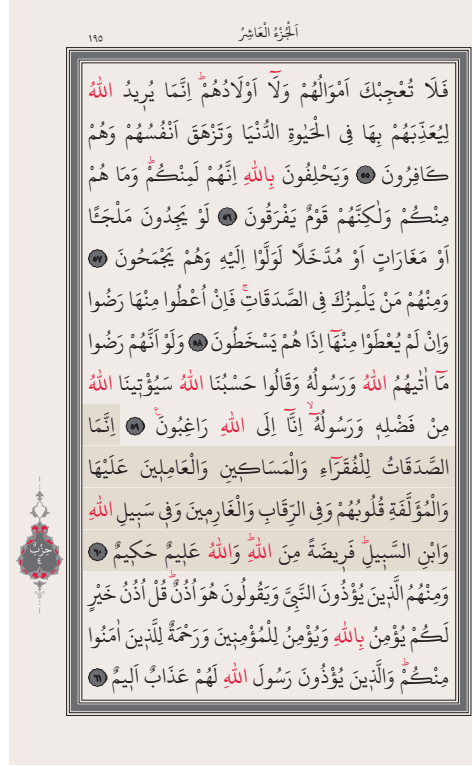 اَلْجُزْءُ الْعَاشِرُ
١٩٥
فَلَا تُعْجِبْكَ اَمْوَالُهُمْ وَلَٓا اَوْلَادُهُمْۜ اِنَّمَا يُر۪يدُ اللّٰهُ
لِيُعَذِّبَهُمْ بِهَا فِي الْحَيٰوةِ الدُّنْيَا وَتَزْهَقَ اَنْفُسُهُمْ وَهُمْ
كَافِرُونَ ﴿٥٥﴾ وَيَحْلِفُونَ بِاللّٰهِ اِنَّهُمْ لَمِنْكُمْۜ وَمَا هُمْ
مِنْكُمْ وَلٰكِنَّهُمْ قَوْمٌ يَفْرَقُونَ ﴿٥٦﴾ لَوْ يَجِدُونَ مَلْجَـًٔا
اَوْ مَغَارَاتٍ اَوْ مُدَّخَلًا لَوَلَّوْا اِلَيْهِ وَهُمْ يَجْمَحُونَ ﴿٥٧﴾
وَمِنْهُمْ مَنْ يَلْمِزُكَ فِي الصَّدَقَاتِۚ فَاِنْ اُعْطُوا مِنْهَا رَضُوا
وَاِنْ لَمْ يُعْطَوْا مِنْهَٓا اِذَا هُمْ يَسْخَطُونَ ﴿٥٨﴾ وَلَوْ اَنَّهُمْ رَضُوا
مَٓا اٰتٰيهُمُ اللّٰهُ وَرَسُولُهُ وَقَالُوا حَسْبُنَا اللّٰهُ سَيُؤْت۪ينَا اللّٰهُ
مِنْ فَضْلِه۪ وَرَسُولُهُٓۙ اِنَّٓا اِلَى اللّٰهِ رَاغِبُونَ۟ ﴿٥٩﴾ اِنَّمَا
الصَّدَقَاتُ لِلْفُقَرَٓاءِ وَالْمَسَاك۪ينِ وَالْعَامِل۪ينَ عَلَيْهَا
وَالْمُؤَلَّفَةِ قُلُوبُهُمْ وَفِي الرِّقَابِ وَالْغَارِم۪ينَ وَف۪ي سَب۪يلِ اللّٰهِ
وَابْنِ السَّب۪يلِۜ فَر۪يضَةً مِنَ اللّٰهِۜ وَاللّٰهُ عَل۪يمٌ حَك۪يمٌ ﴿٦٠﴾
وَمِنْهُمُ الَّذ۪ينَ يُؤْذُونَ النَّبِيَّ وَيَقُولُونَ هُوَ اُذُنٌۜ قُلْ اُذُنُ خَيْرٍ
لَكُمْ يُؤْمِنُ بِاللّٰهِ وَيُؤْمِنُ لِلْمُؤْمِن۪ينَ وَرَحْمَةٌ لِلَّذ۪ينَ اٰمَنُوا
مِنْكُمْۜ وَالَّذ۪ينَ يُؤْذُونَ رَسُولَ اللّٰهِ لَهُمْ عَذَابٌ اَل۪يمٌ ﴿٦١﴾
حِزْب
٤